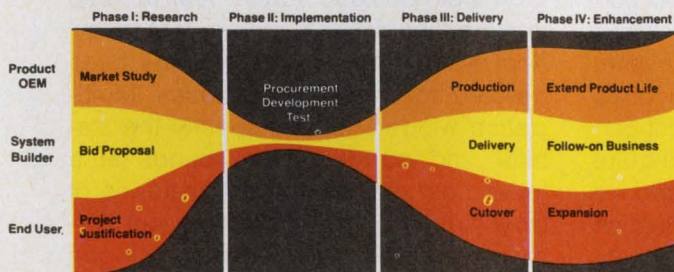 Phase I: Research Phase II: Implementation Phase III: Delivery Phase IV: Enhancement
Product
OEM
Market Study
Procurement
Development
Test
Production
Extend Product Life
System
Builder
Bid Proposal
Delivery
Follow-on Business
End User
Project
Justification
Cutover
Expansion